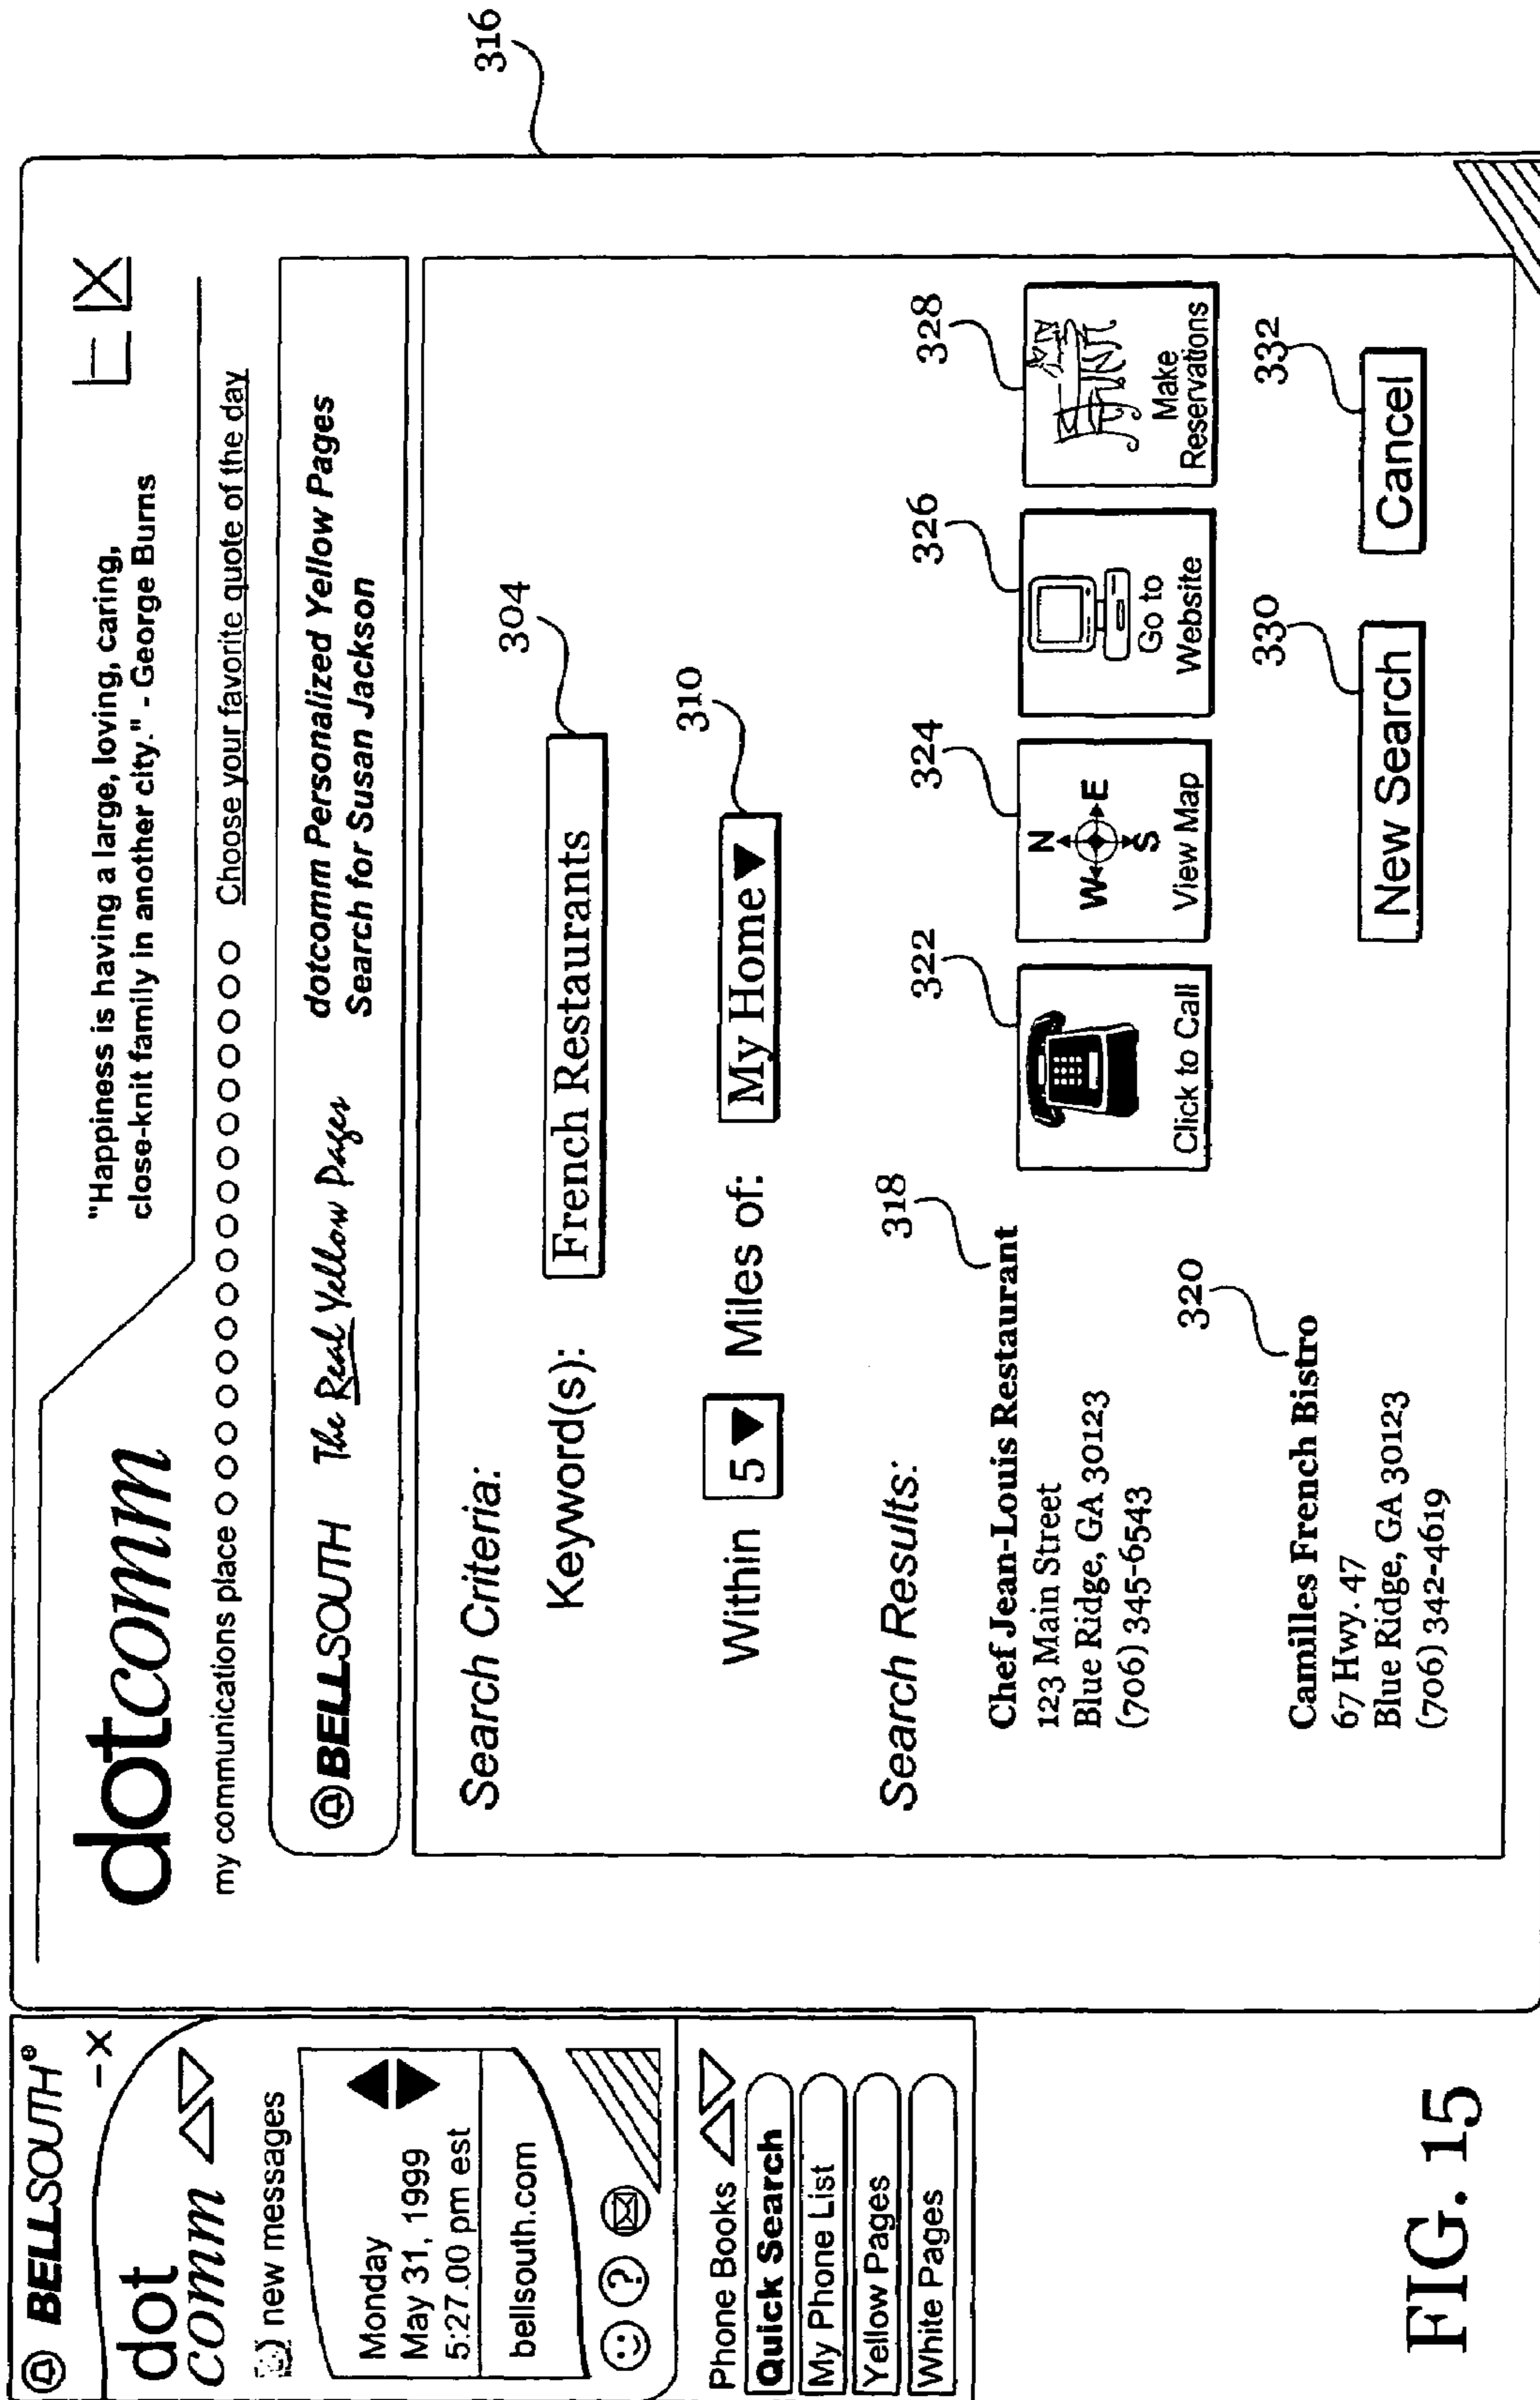 BELLSOUTH®
– X
dot
comm
new messages
Monday
May 31, 1999
5:27.00 pm est
bellsouth.com
?
Phone Books
Quick Search
My Phone List
Yellow Pages
White Pages
dotcomm
"Happiness is having a large, loving, caring,
close-knit family in another city." - George Burns
my communications place
Choose your favorite quote of the day
BELLSOUTH The Real Yellow Pages
dotcomm Personalized Yellow Pages
Search for Susan Jackson
316
Search Criteria:
Keyword(s): French Restaurants
304
Within 5 Miles of: My Home
310
Search Results:
318
322
324
326
328
Chef Jean-Louis Restaurant
123 Main Street
Blue Ridge, GA 30123
(706) 345-6543
Click to Call
N
W E
S
View Map
Go to
Website
Make
Reservations
320
Camilles French Bistro
67 Hwy. 47
Blue Ridge, GA 30123
(706) 342-4619
330
332
New Search
Cancel
FIG. 15